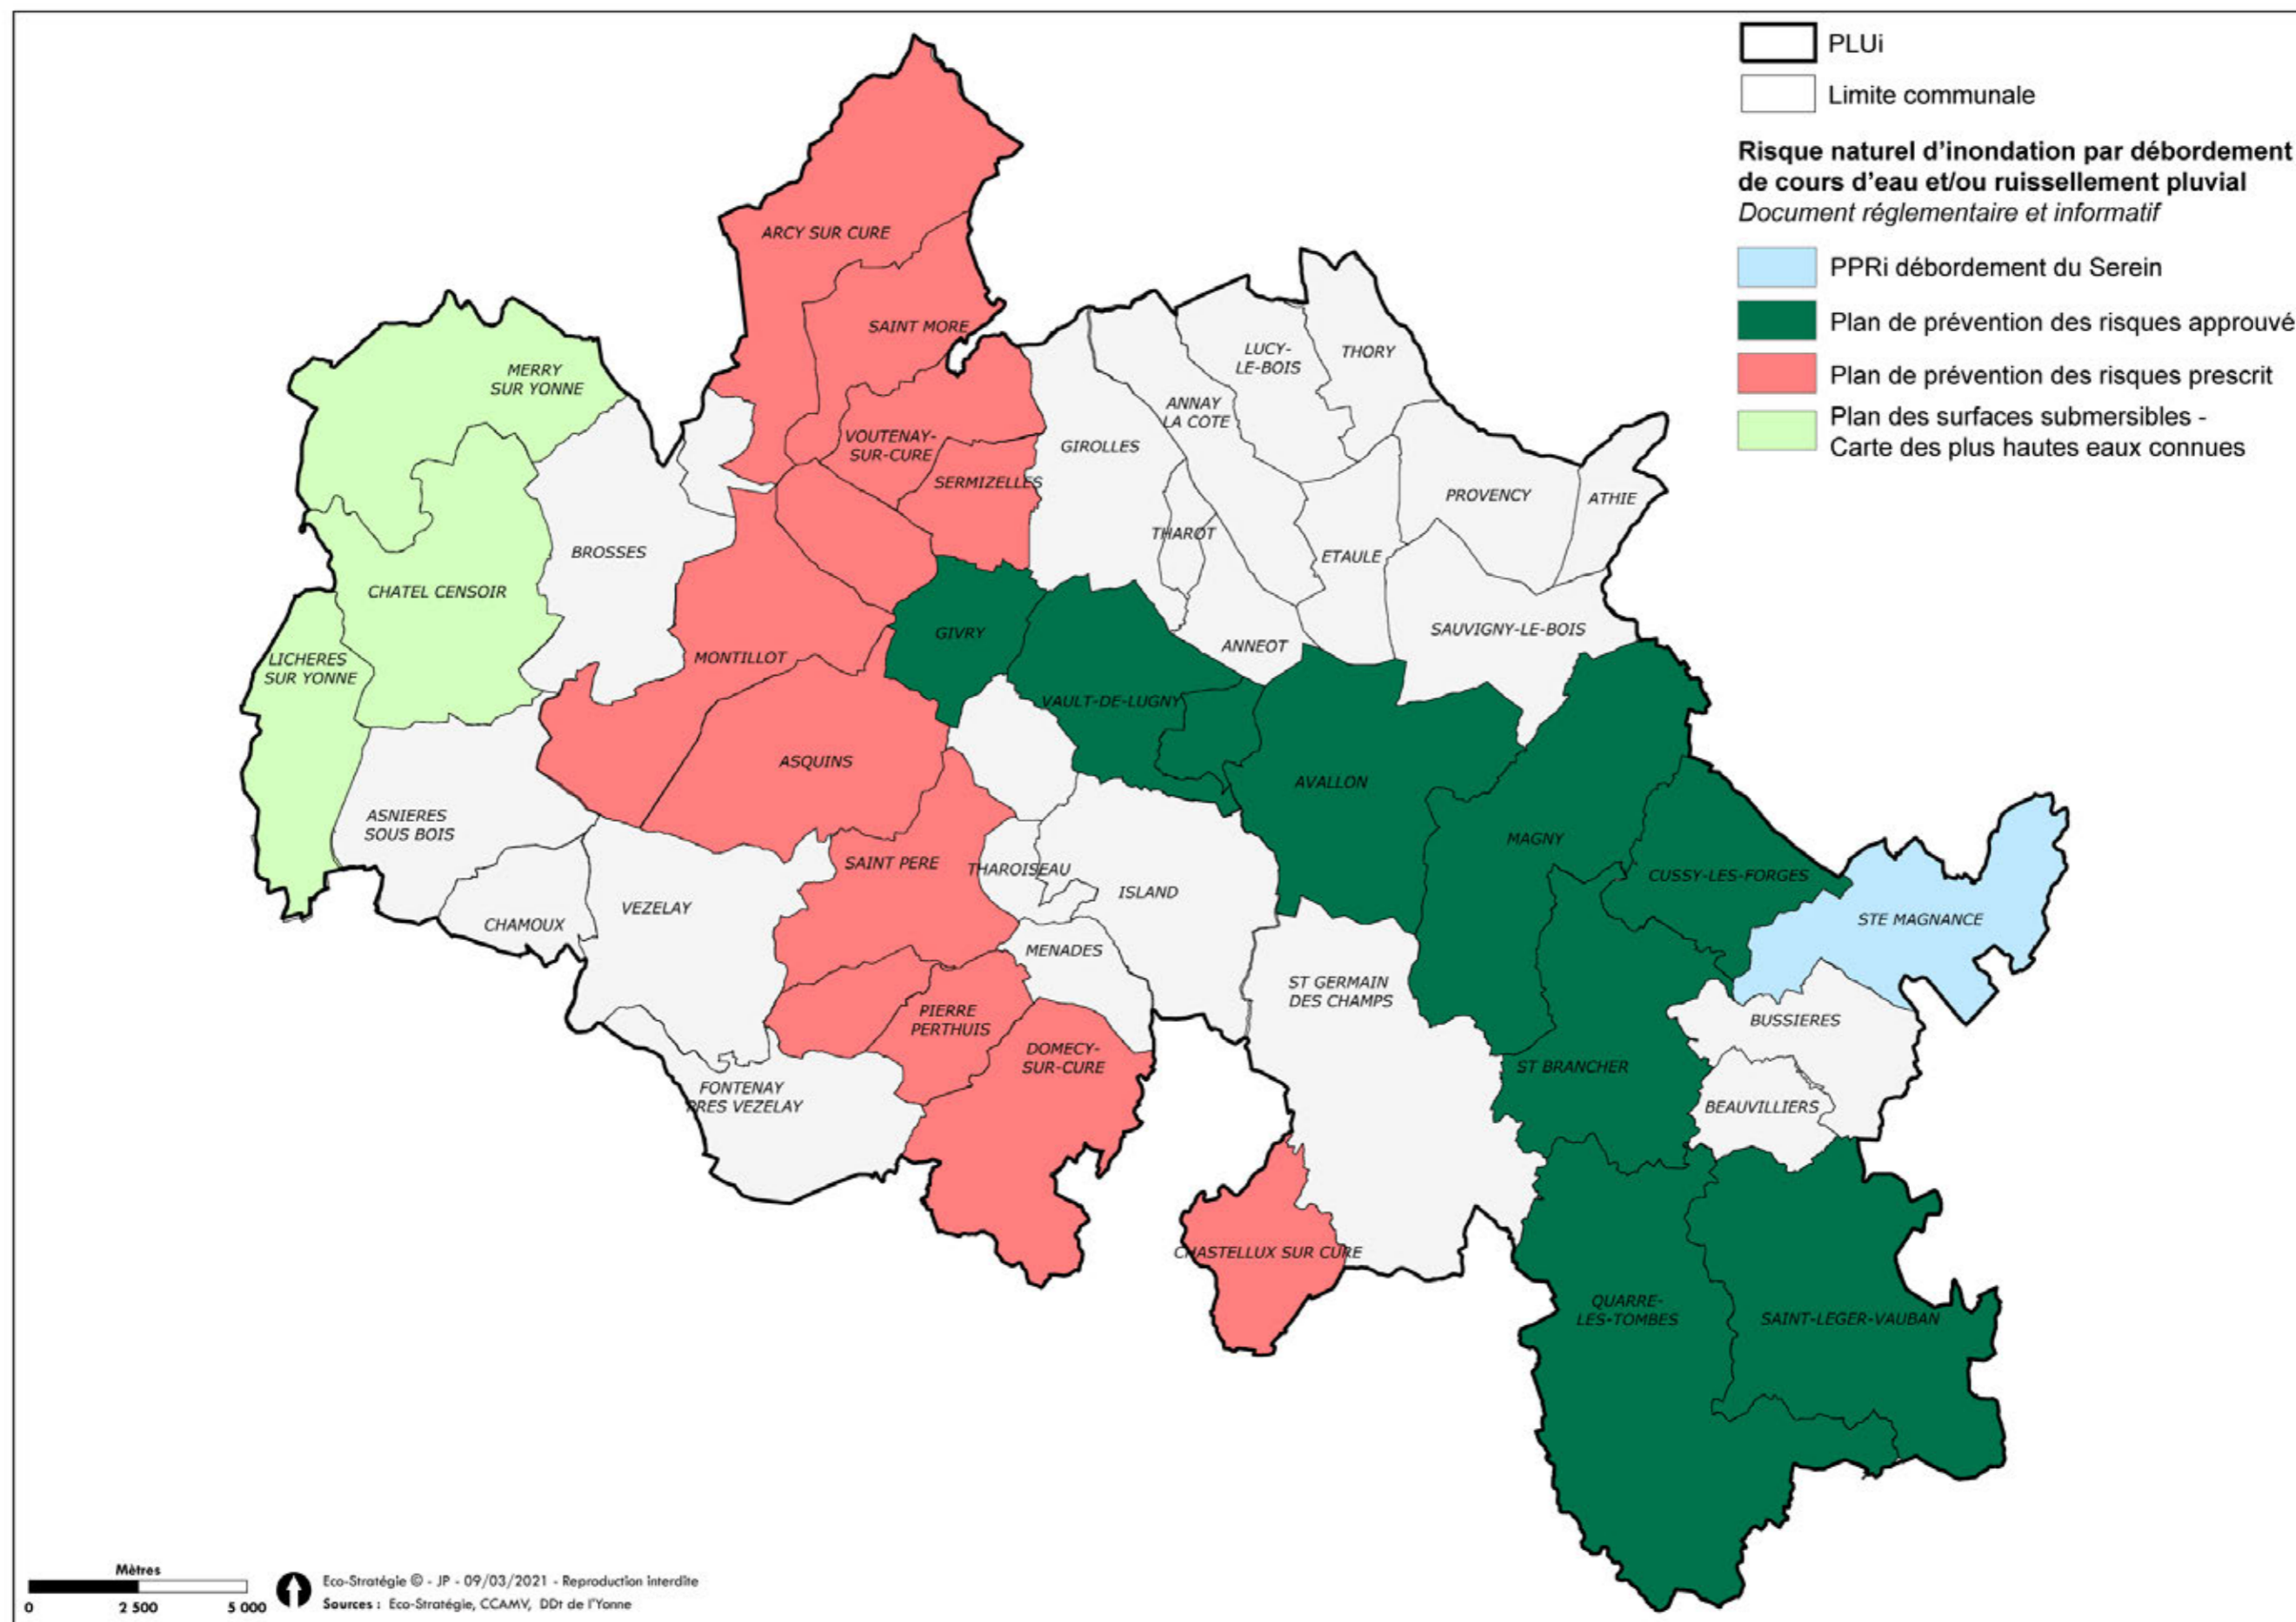 PLUi
Limite communale
Risque naturel d'inondation par débordement
de cours d'eau et/ou ruissellement pluvial
Document réglementaire et informatif
PPRi débordement du Serein
Plan de prévention des risques approuvé
Plan de prévention des risques prescrit
Plan des surfaces submersibles -
Carte des plus hautes eaux connues
ARCY SUR CURE
SAINT MORE
MERRY
SUR YONNE
LUCY-
LE-BOIS
THORY
ANNAY
LA COTE
VOUTENAY-
SUR-CURE
GIROLLES
SERMIZELLES
PROVENCY
ATHIE
THAROT
BROSSES
ETAULE
CHATEL CENSOIR
GIVRY
SAUVIGNY-LE-BOIS
ANNEOT
LICHERES
SUR YONNE
MONTILLOT
VAULT-DE-LUGNY
ASQUINS
AVALLON
ASNIERES
SOUS BOIS
MAGNY
SAINT PERE
THAROISEAU
CUSSY-LES-FORGES
ISLAND
VEZELAY
CHAMOUX
STE MAGNANCE
MENADES
ST GERMAIN
DES CHAMPS
PIERRE
PERTHUIS
BUSSIERES
DOMECY-
SUR-CURE
ST BRANCHER
FONTENAY
PRES VEZELAY
BEAUVILLIERS
CHASTELLUX SUR CURE
QUARRE-
LES-TOMBES
SAINT-LEGER-VAUBAN
Mètres
0 2 500 5 000
Eco-Stratégie © - JP - 09/03/2021 - Reproduction interdite
Sources : Eco-Stratégie, CCAMV, DDt de l'Yonne